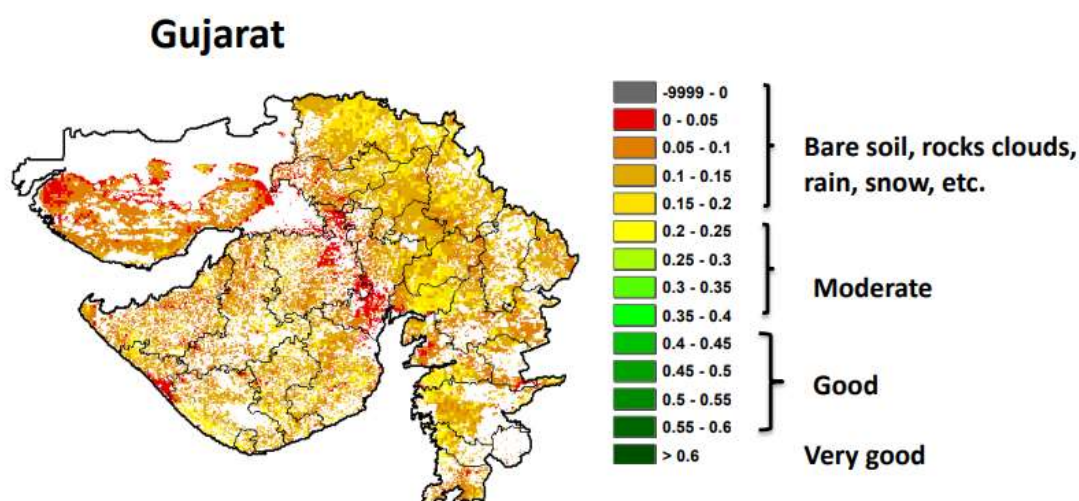 Gujarat
-9999 - 0
0 - 0.05
0.05 - 0.1
0.1 - 0.15
0.15 - 0.2
0.2 - 0.25
0.25 - 0.3
0.3 - 0.35
0.35 - 0.4
0.4 - 0.45
0.45 - 0.5
0.5 - 0.55
0.55 - 0.6
> 0.6
Bare soil, rocks clouds,
rain, snow, etc.
Moderate
Good
Very good